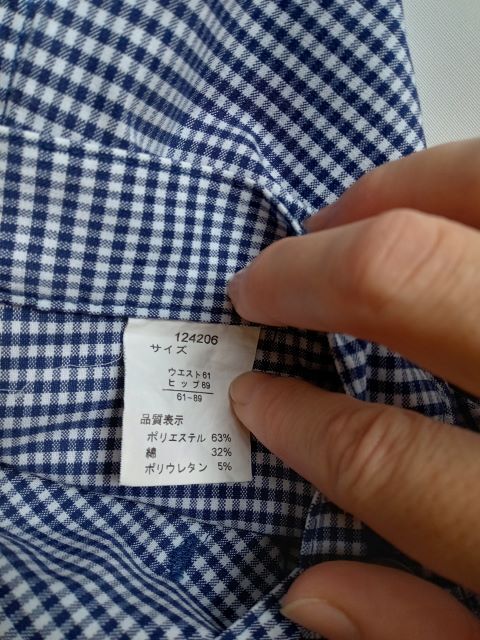 124206
サイズ
ウエスト61
ヒップ89
61~89
品質表示
ポリエステル 63%
綿 32%
ポリウレタン 5%